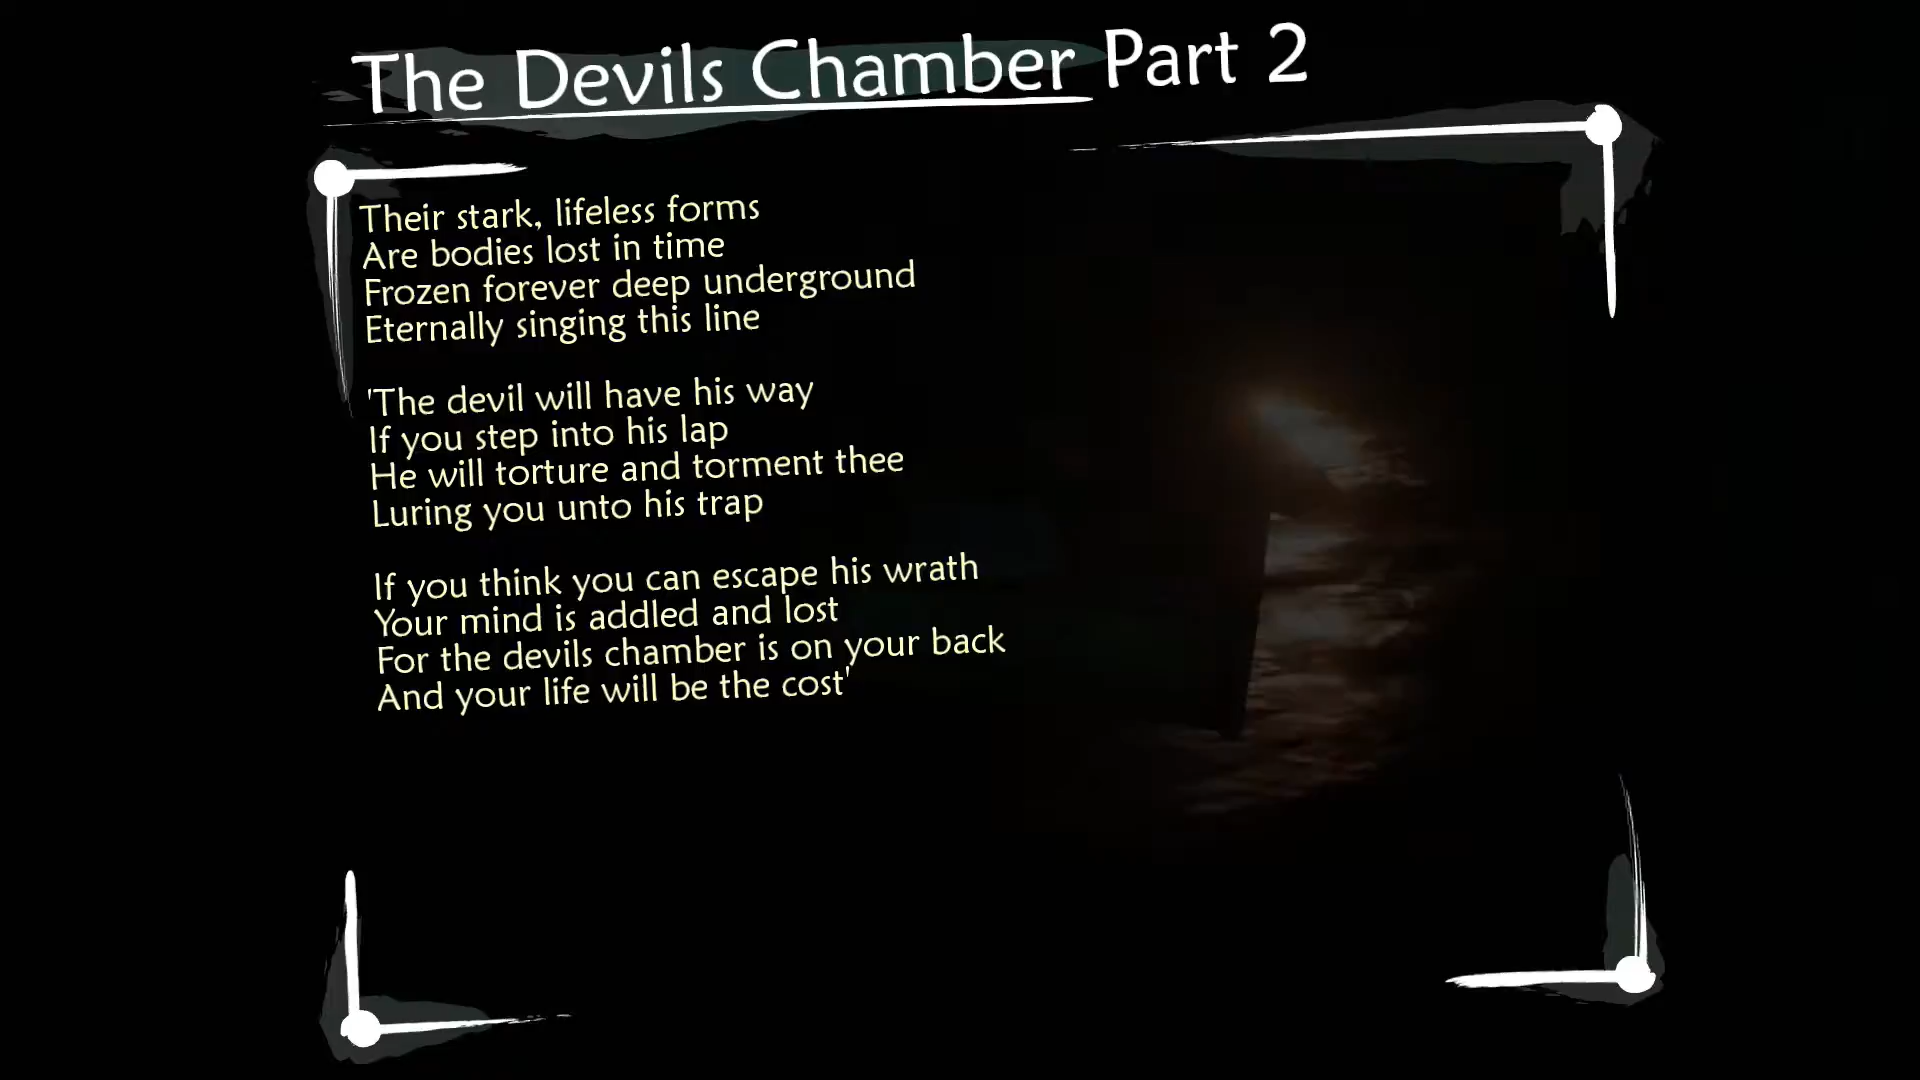 The Devils Chamber Part 2
Their stark, lifeless forms
Are bodies lost in time
Frozen forever deep underground
Eternally singing this line
'The devil will have his way
If you step into his lap
He will torture and torment thee
Luring you unto his trap
If you think you can escape his wrath
Your mind is addled and lost
For the devils chamber is on your back
And your life will be the cost'